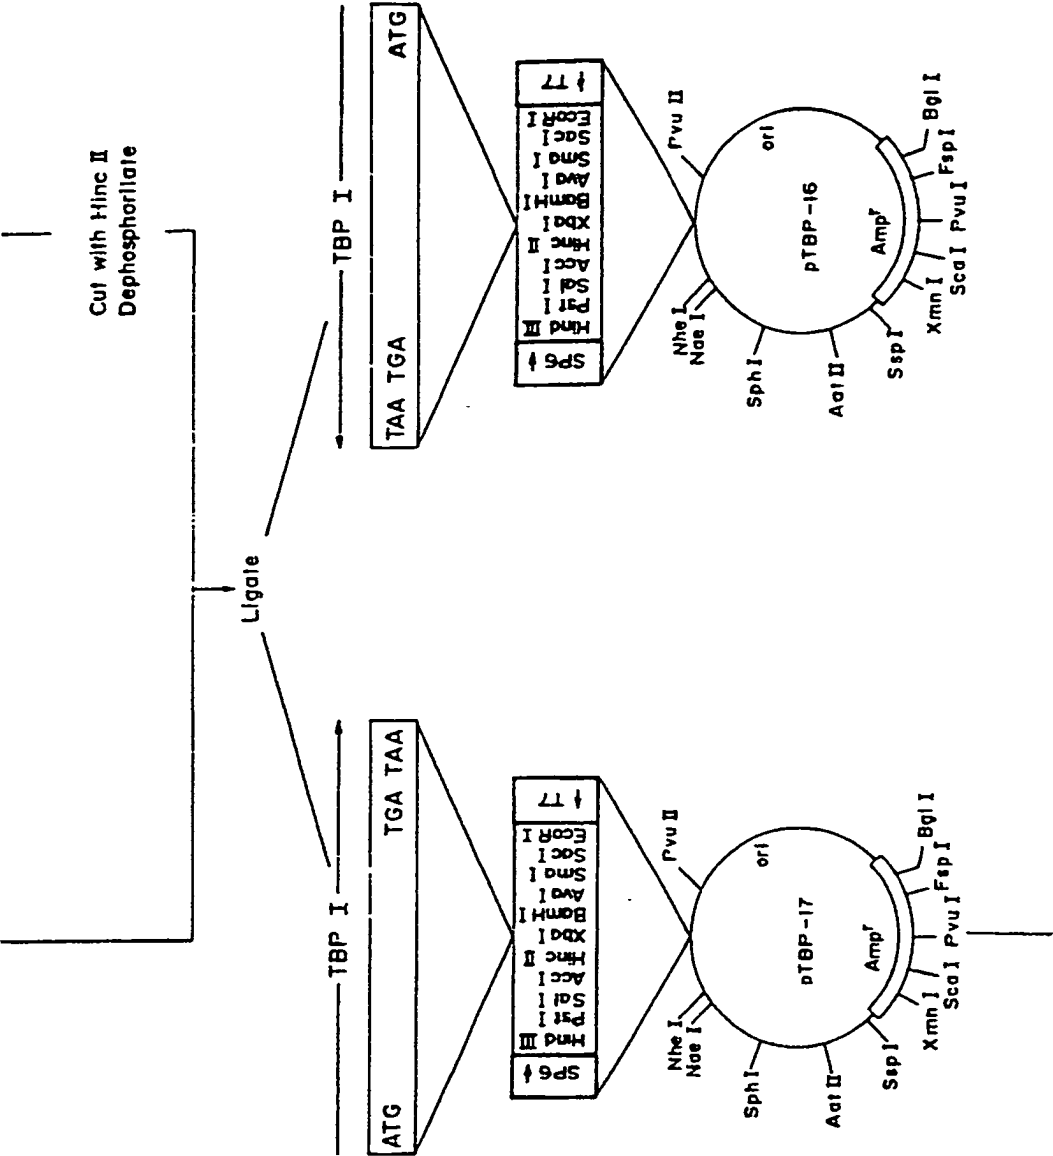 Cut with Hinc II
Dephosphorilate
Ligate
TBP I
ATG
TGA TAA
SP6
Hind III
Pst I
Sal I
Acc I
Hinc II
Xba I
BamH I
Ava I
Sma I
Sac I
EcoR I
T7
Pvu II
ori
pTBP-17
Ampr
Nhe I
Nae I
Sph I
Aat II
Ssp I
Xmn I
Sca I
Pvu I
Fsp I
Bgl I
TBP I
TAA TGA
ATG
SP6
Hind III
Pst I
Sal I
Acc I
Hinc II
Xba I
BamH I
Ava I
Sma I
Sac I
EcoR I
T7
Pvu II
ori
pTBP-16
Ampr
Nhe I
Nae I
Sph I
Aat II
Ssp I
Xmn I
Sca I
Pvu I
Fsp I
Bgl I